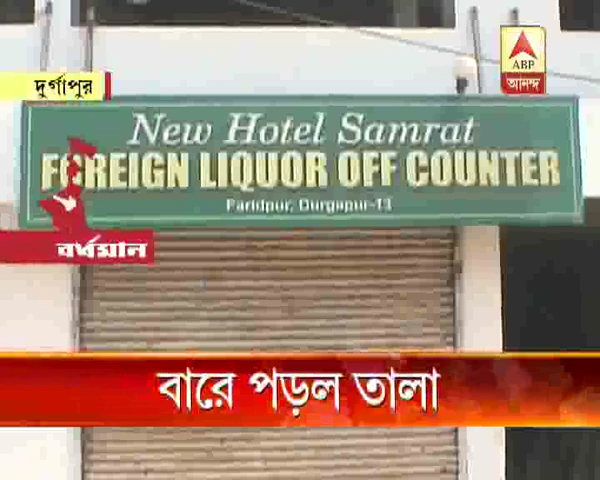 দুর্গাপুর
ABP
আনন্দ
New Hotel Samrat
FOREIGN LIQUOR OFF COUNTER
Faridpur, Durgapur-13
বর্ধমান
বারে পড়ল তালা